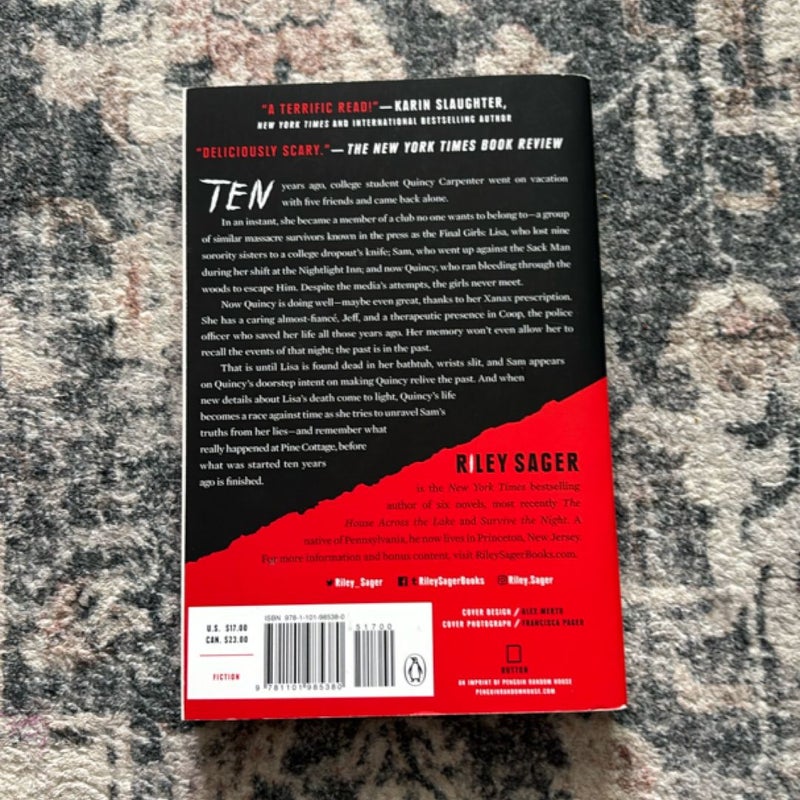 "A TERRIFIC READ!"—KARIN SLAUGHTER,
NEW YORK TIMES AND INTERNATIONAL BESTSELLING AUTHOR
"DELICIOUSLY SCARY."—THE NEW YORK TIMES BOOK REVIEW
TEN years ago, college student Quincy Carpenter went on vacation
with five friends and came back alone.
In an instant, she became a member of a club no one wants to belong to—a group
of similar massacre survivors known in the press as the Final Girls: Lisa, who lost nine
sorority sisters to a college dropout's knife; Sam, who went up against the Sack Man
during her shift at the Nightlight Inn; and now Quincy, who ran bleeding through the
woods to escape Him. Despite the media's attempts, the girls never meet.
Now Quincy is doing well—maybe even great, thanks to her Xanax prescription.
She has a caring almost-fiancé, Jeff, and a therapeutic presence in Coop, the police
officer who saved her life all those years ago. Her memory won't even allow her to
recall the events of that night; the past is in the past.
That is until Lisa is found dead in her bathtub, wrists slit, and Sam appears
on Quincy's doorstep intent on making Quincy relive the past. And when
new details about Lisa's death come to light, Quincy's life
becomes a race against time as she tries to unravel Sam's
truths from her lies—and remember what
really happened at Pine Cottage, before
what was started ten years
ago is finished.
RILEY SAGER
is the New York Times bestselling
author of six novels, most recently The
House Across the Lake and Survive the Night. A
native of Pennsylvania, he now lives in Princeton, New Jersey.
For more information and bonus content, visit RileySagerBooks.com.
Riley_Sager RileySagerBooks Riley.Sager
U.S. $17.00
CAN. $23.00
FICTION
ISBN 978-1-101-98538-0
51700
9 781101 985380
COVER DESIGN / ALEX MERTO
COVER PHOTOGRAPH / FRANCISCA PAGEO
DUTTON
AN IMPRINT OF PENGUIN RANDOM HOUSE
PENGUINRANDOMHOUSE.COM